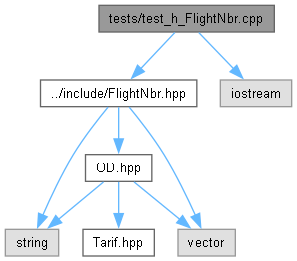 tests/test_h_FlightNbr.cpp
../include/FlightNbr.hpp
iostream
OD.hpp
string
Tarif.hpp
vector